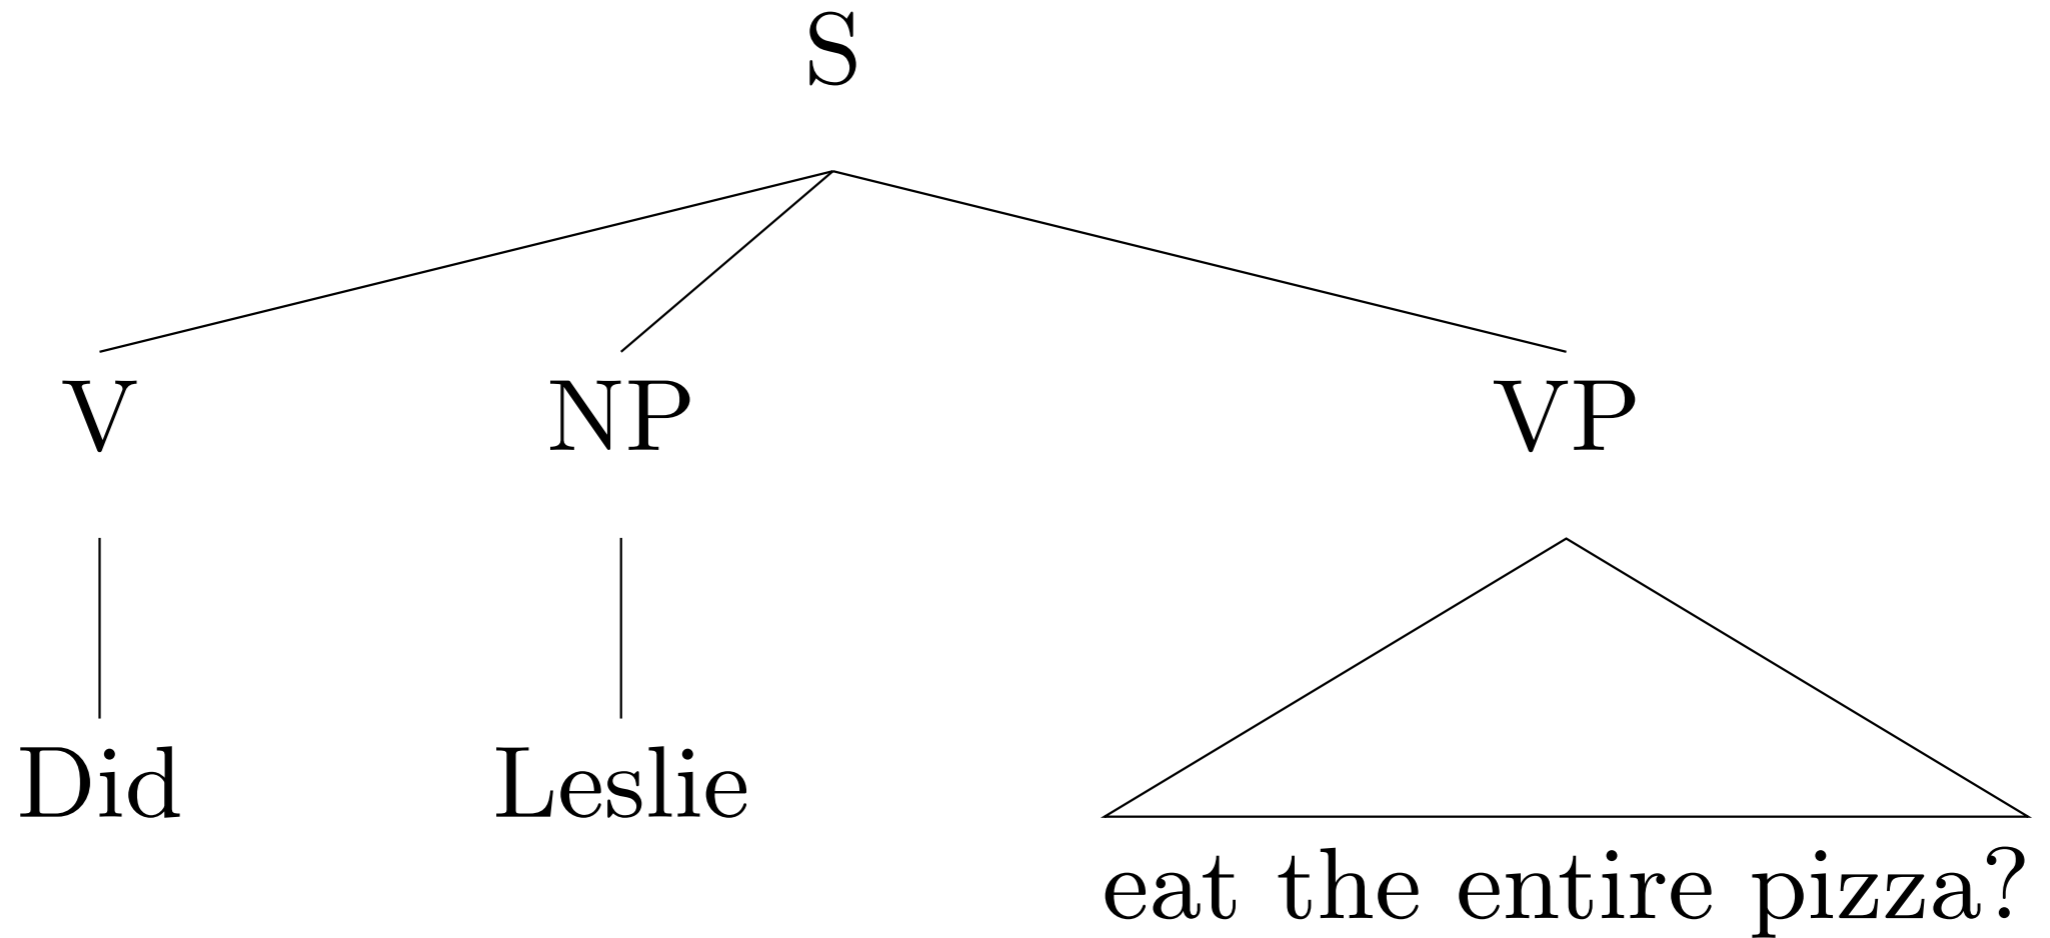 S
V NP VP
Did Leslie
eat the entire pizza?